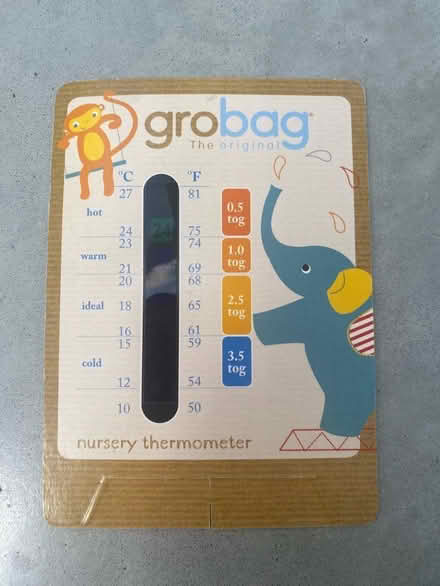 grobag
The original
°C °F
27 81
hot
0.5
tog
24 24 75
23 74
warm
1.0
tog
21 69
20 68
ideal 18 65
2.5
tog
16 61
15 59
cold
3.5
tog
12 54
10 50
nursery thermometer